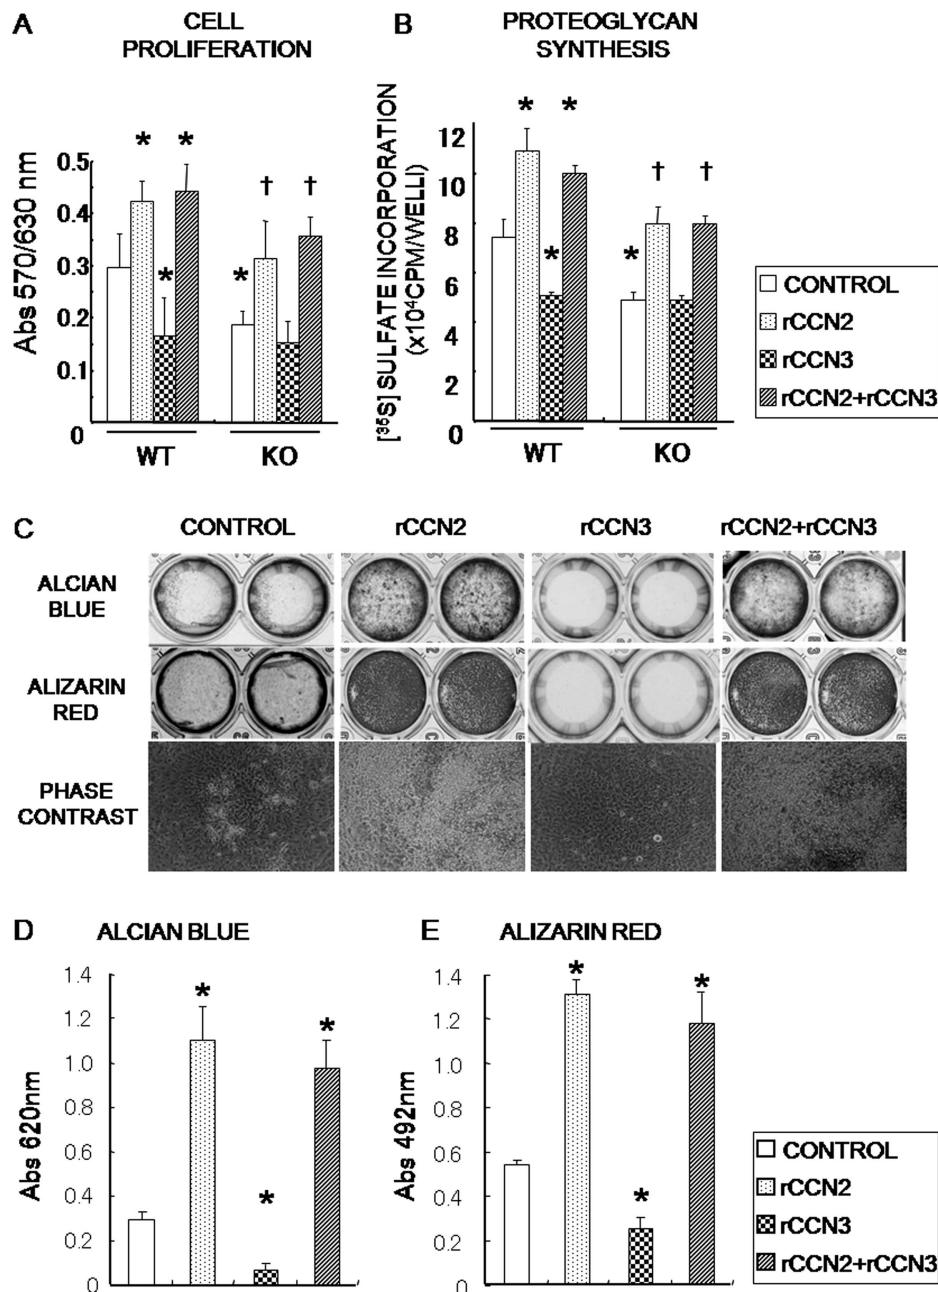 A
CELL
PROLIFERATION
Abs 570/630 nm
0.5
0.4
0.3
0.2
0.1
0
*
*
*
*
†
†
WT
KO
B
PROTEOGLYCAN
SYNTHESIS
[³⁵S] SULFATE INCORPORATION
(x10⁴CPM/WELLl)
12
10
8
6
4
2
0
*
*
*
*
†
†
WT
KO
CONTROL
rCCN2
rCCN3
rCCN2+rCCN3
C
CONTROL
rCCN2
rCCN3
rCCN2+rCCN3
ALCIAN
BLUE
ALIZARIN
RED
PHASE
CONTRAST
D
ALCIAN BLUE
Abs 620nm
1.4
1.2
1.0
0.8
0.6
0.4
0.2
0
*
*
*
E
ALIZARIN RED
Abs 492nm
1.4
1.2
1.0
0.8
0.6
0.4
0.2
0
*
*
*
CONTROL
rCCN2
rCCN3
rCCN2+rCCN3